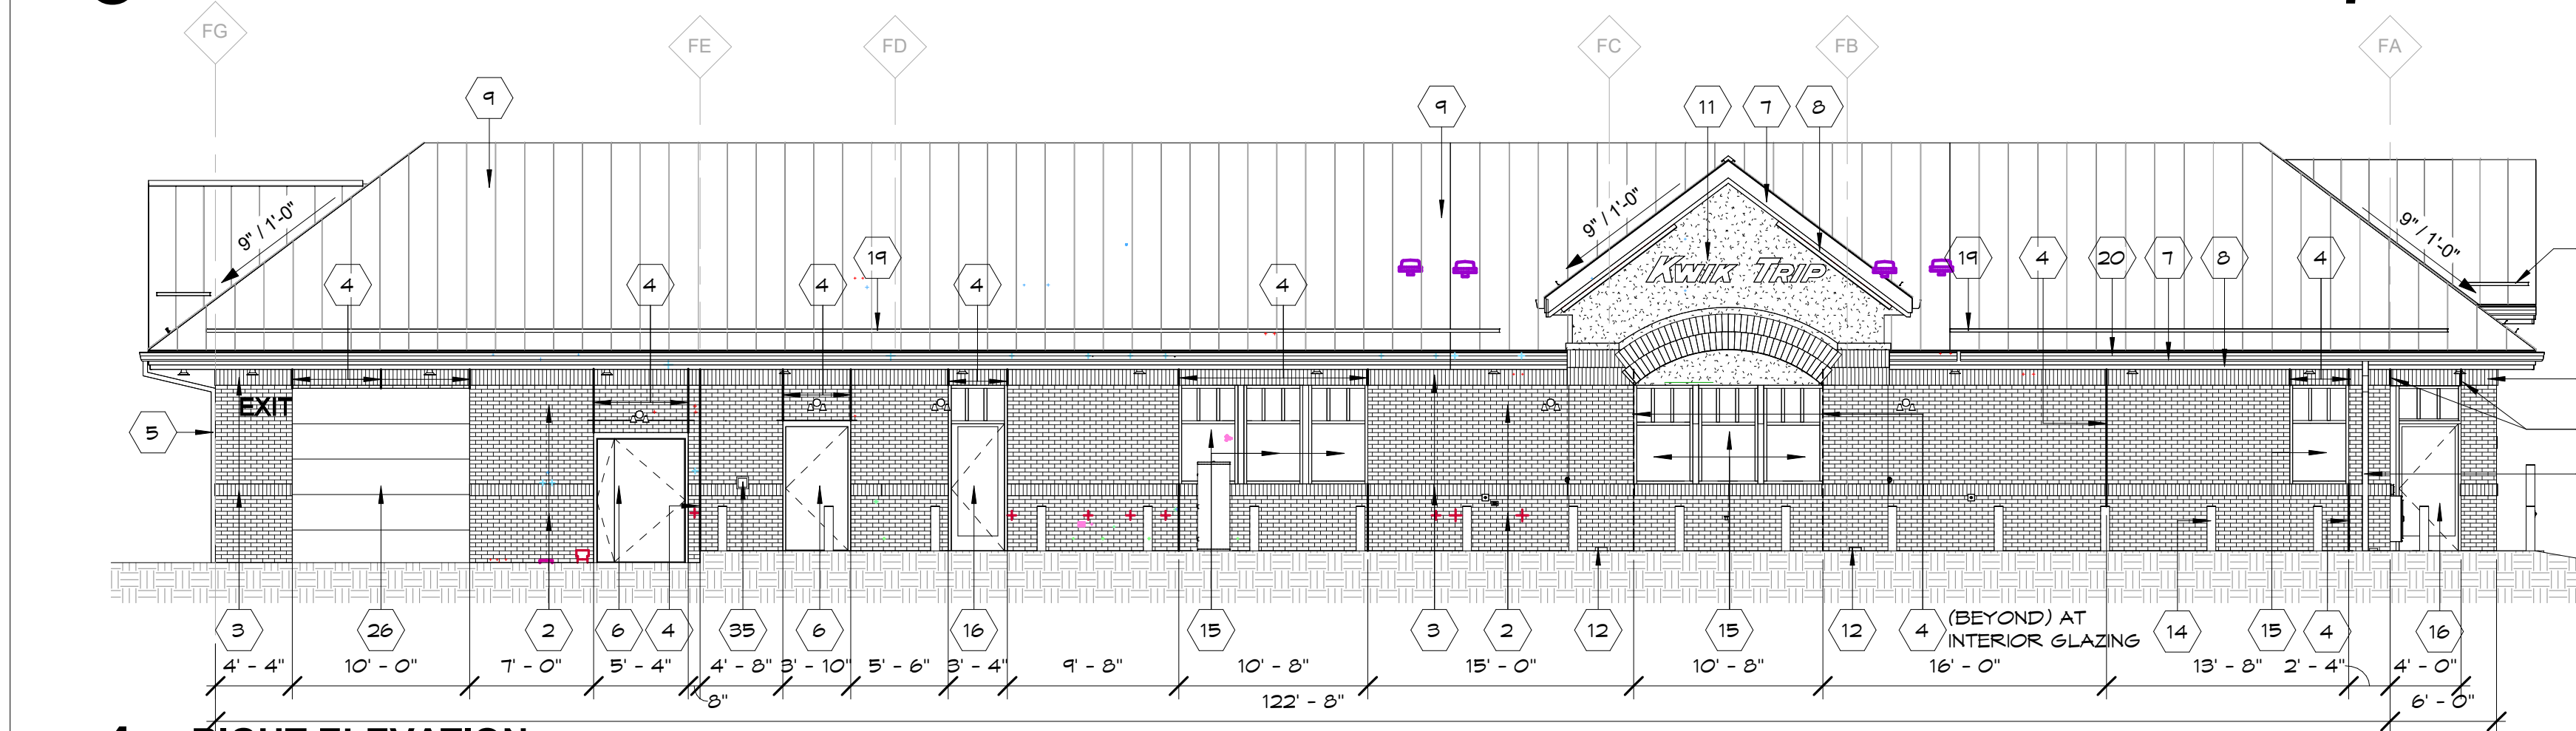 FG FE FD FC FB FA
9 9 11 7 8
9" / 1'-0" 9" / 1'-0" 9" / 1'-0"
4 4 4 19 4 4 19 4 20 7 8 4
KWIK TRIP
EXIT
5
3 26 2 6 4 35 6 16 15 3 2 12 15 12 4 14 15 4 16
(BEYOND) AT
INTERIOR GLAZING
4' - 4" 10' - 0" 7' - 0" 5' - 4" 4' - 8" 3' - 10" 5' - 6" 3' - 4" 9' - 8" 10' - 8" 15' - 0" 10' - 8" 16' - 0" 13' - 8" 2' - 4" 4' - 0"
8" 122' - 8" 6' - 0"
RIGHT ELEVATION